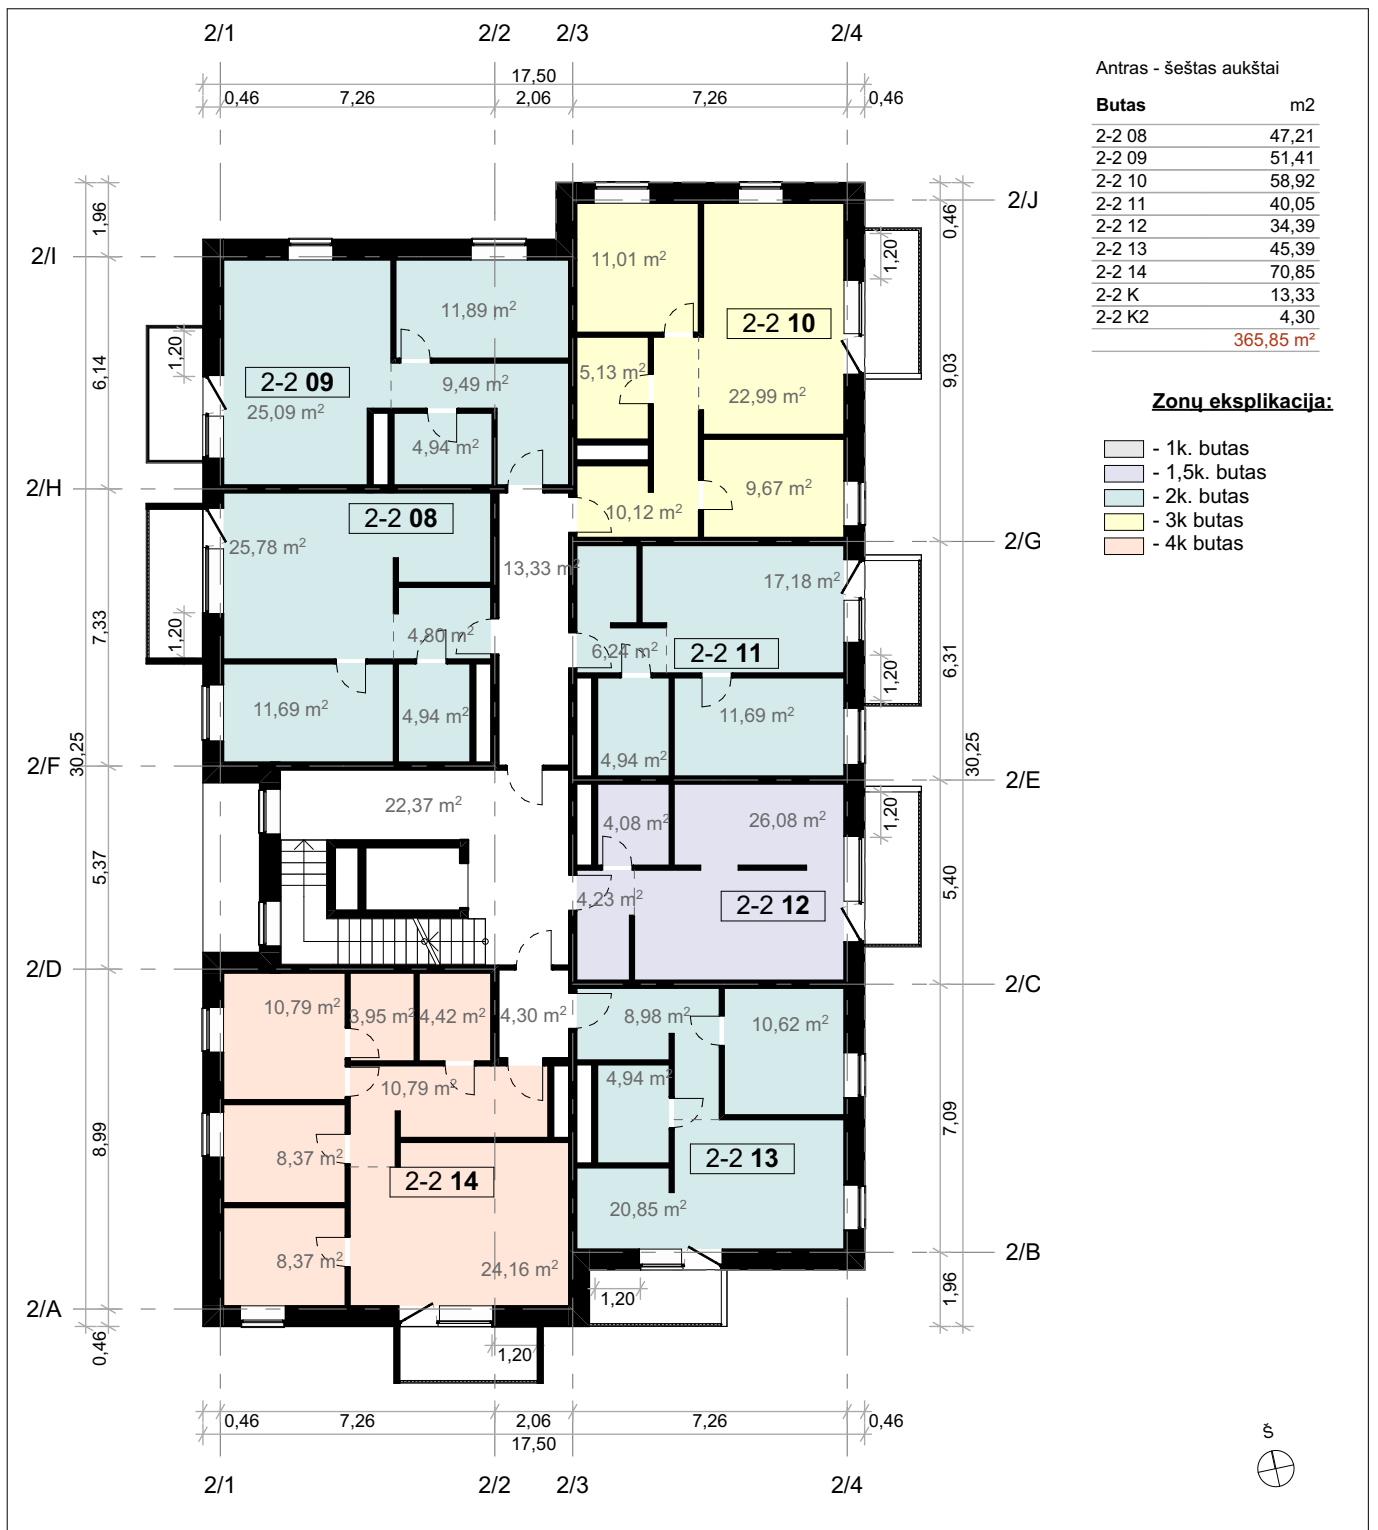 2/1 2/2 2/3 2/4
17,50
0,46 7,26 2,06 7,26 0,46
Antras - šeštas aukštai
Butas m2
2-2 08 47,21
2-2 09 51,41
2-2 10 58,92
2-2 11 40,05
2-2 12 34,39
2-2 13 45,39
2-2 14 70,85
2-2 K 13,33
2-2 K2 4,30
365,85 m²
Zonų eksplikacija:
- 1k. butas
- 1,5k. butas
- 2k. butas
- 3k butas
- 4k butas
2/J
1,96
0,46
2/I
1,20
11,01 m²
11,89 m²
2-2 10
1,20
6,14
5,13 m²
9,03
2-2 09
9,49 m²
22,99 m²
25,09 m²
4,94 m²
2/H
9,67 m²
10,12 m²
2-2 08
25,78 m²
2/G
13,33 m²
17,18 m²
7,33
1,20
4,80 m²
6,24 m²
2-2 11
6,31
1,20
11,69 m²
4,94 m²
11,69 m²
4,94 m²
30,25
30,25
2/F
2/E
22,37 m²
4,08 m²
26,08 m²
1,20
5,37
5,40
4,23 m²
2-2 12
2/D
2/C
10,79 m²
3,95 m²
4,42 m²
4,30 m²
8,98 m²
10,62 m²
10,79 m²
4,94 m²
8,99
7,09
8,37 m²
2-2 13
2-2 14
20,85 m²
8,37 m²
24,16 m²
2/B
1,20
1,96
2/A
0,46
1,20
0,46 7,26 2,06 7,26 0,46
17,50
2/1 2/2 2/3 2/4
Š